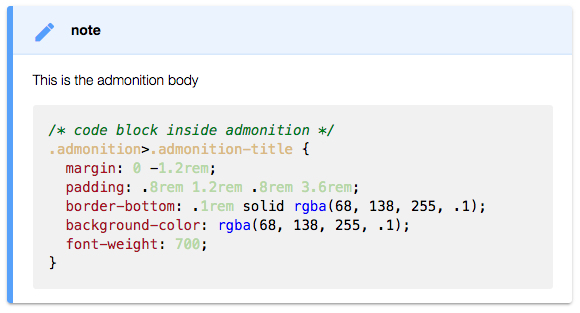 note
This is the admonition body
/* code block inside admonition */
.admonition>.admonition-title {
  margin: 0 -1.2rem;
  padding: .8rem 1.2rem .8rem 3.6rem;
  border-bottom: .1rem solid rgba(68, 138, 255, .1);
  background-color: rgba(68, 138, 255, .1);
  font-weight: 700;
}